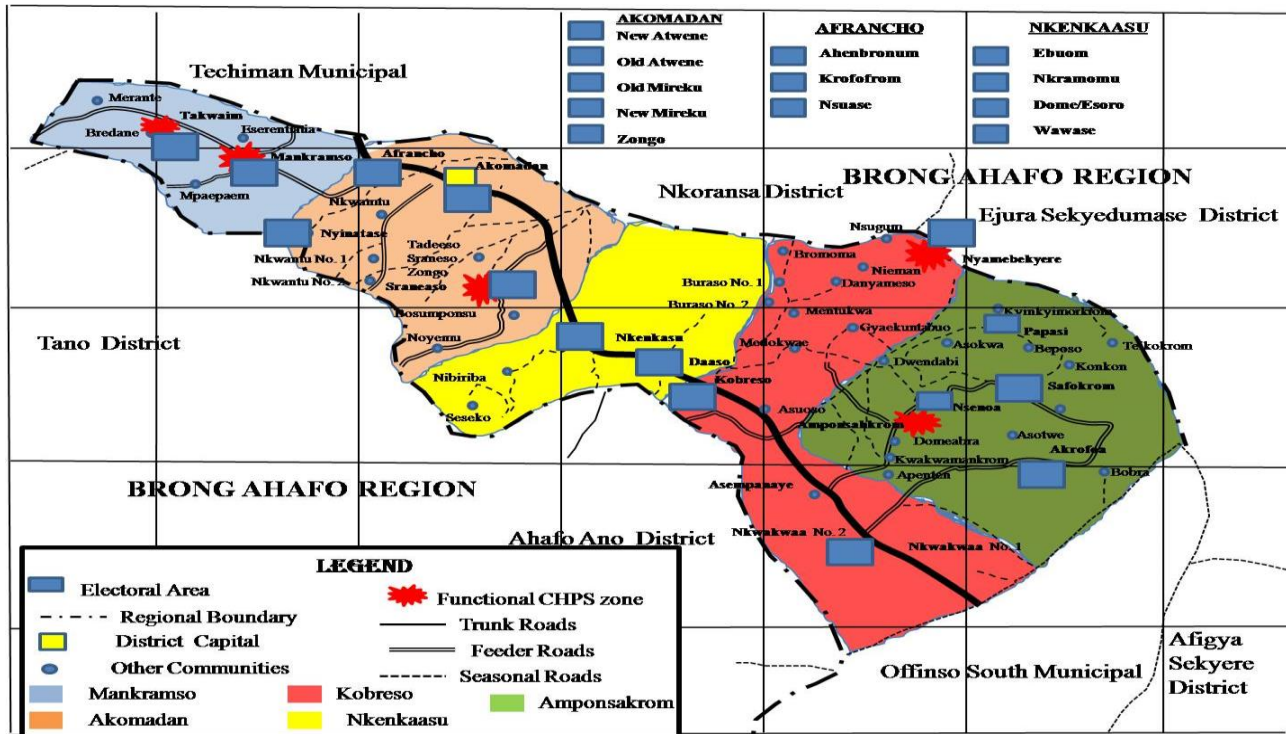 AKOMADAN
New Atwene
Old Atwene
Old Mireku
New Mireku
Zongo
AFRANCHO
Ahenbronum
Krofofrom
Nsuase
NKENKAASU
Ebuom
Nkramomu
Dome/Esoro
Wawase
Techiman Municipal
Merante
Takwaim
Bredane
Mankramso
Mpaepaem
Afrancho
Akomadan
Nkoransa District
BRONG AHAFO REGION
Ejura Sekyedumase District
Nkwantu
Nyinatase
Nkwantu No. 1
Nkwantu No. 2
Tadeeso
Sraneso
Zongo
Sraneaso
Bosumponsu
Noyemu
Nsugum
Nyamebekyere
Bromoma
Nieman
Buraso No. 1
Danyameso
Buraso No. 2
Mentukwa
Gyaekuntabuo
Medokwae
Dwendabi
Asokwa
Papasi
Beposo
Konkon
Tano District
Nkenkasu
Daaso
Kobreso
Nibiriba
Seseko
Asuoso
Nsenoa
Safokrom
Amponsahkrom
Domeabra
Asotwe
Kwakwamankrom
Akrofoa
Apenten
Bobra
Asempanaye
BRONG AHAFO REGION
Ahafo Ano District
Nkwakwaa No. 2
Nkwakwaa No. 1
Offinso South Municipal
Afigya
Sekyere
District
LEGEND
Electoral Area
Functional CHPS zone
Regional Boundary
Trunk Roads
District Capital
Feeder Roads
Other Communities
Seasonal Roads
Mankramso
Kobreso
Amponsakrom
Akomadan
Nkenkaasu